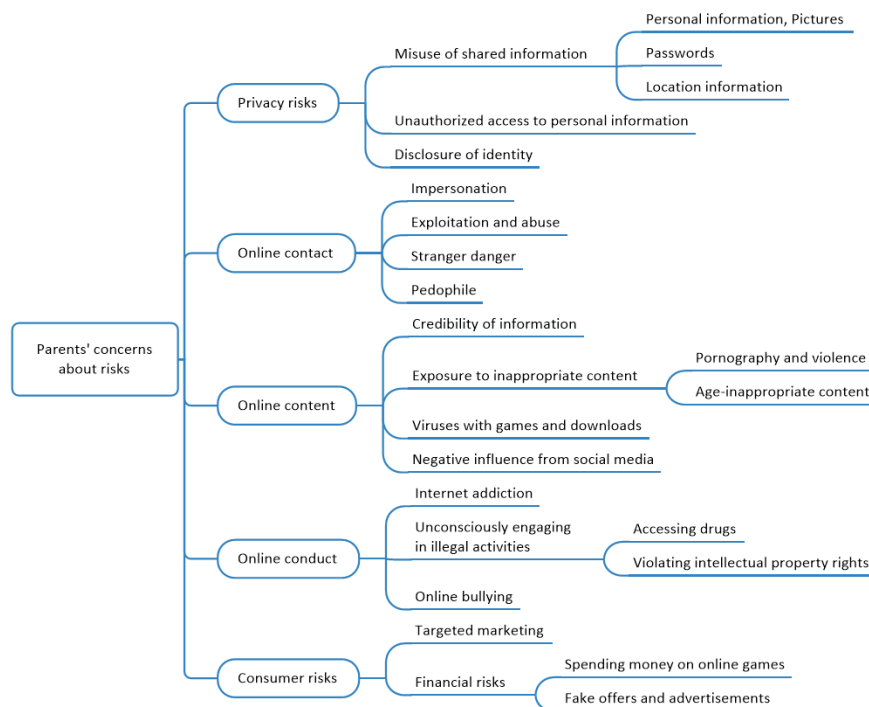 Parents' concerns
about risks
Privacy risks
Misuse of shared information
Personal information, Pictures
Passwords
Location information
Unauthorized access to personal information
Disclosure of identity
Online contact
Impersonation
Exploitation and abuse
Stranger danger
Pedophile
Online content
Credibility of information
Exposure to inappropriate content
Pornography and violence
Age-inappropriate content
Viruses with games and downloads
Negative influence from social media
Online conduct
Internet addiction
Unconsciously engaging
in illegal activities
Accessing drugs
Violating intellectual property rights
Online bullying
Consumer risks
Targeted marketing
Financial risks
Spending money on online games
Fake offers and advertisements